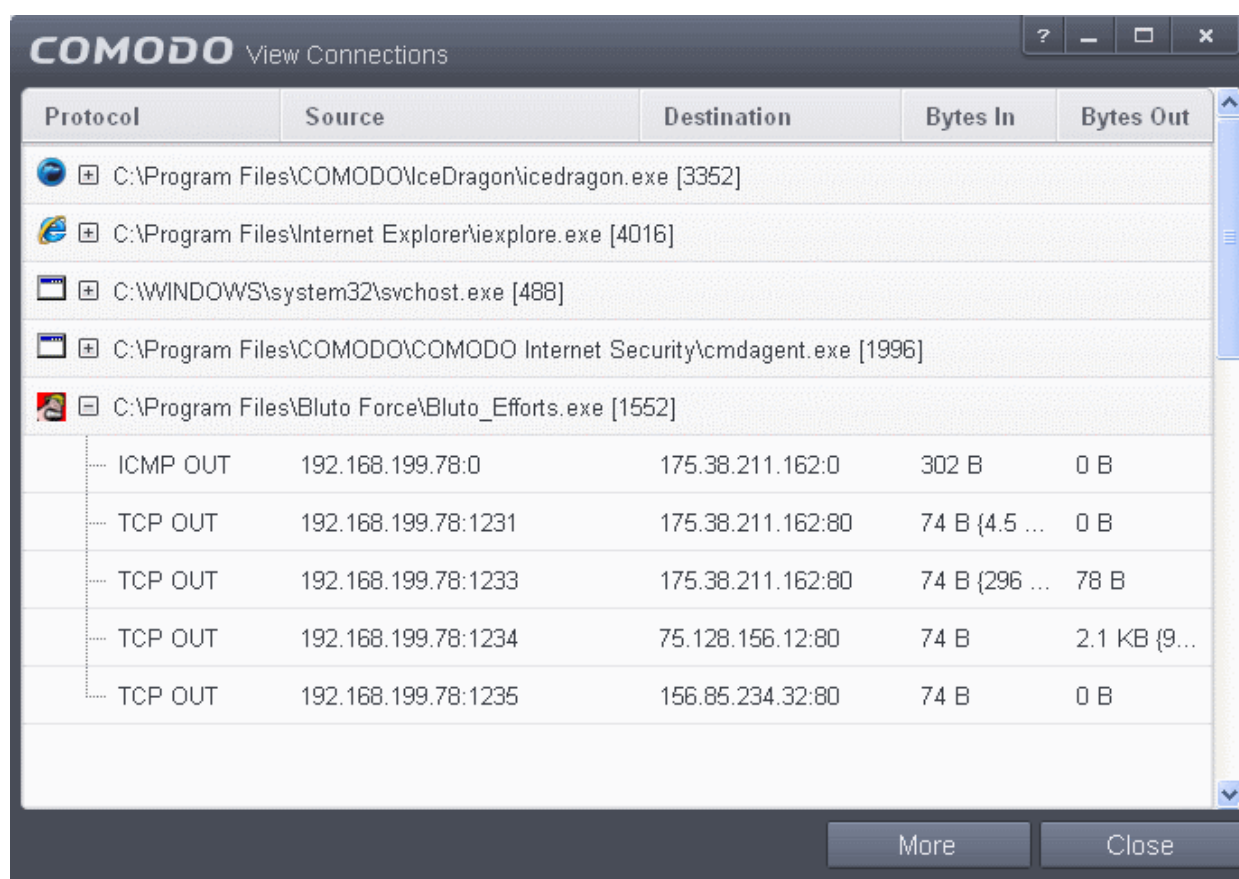 COMODO View Connections ?
Protocol Source Destination Bytes In Bytes Out
C:\Program Files\COMODO\IceDragon\icedragon.exe [3352]
C:\Program Files\Internet Explorer\iexplore.exe [4016]
C:\WINDOWS\system32\svchost.exe [488]
C:\Program Files\COMODO\COMODO Internet Security\cmdagent.exe [1996]
C:\Program Files\Bluto Force\Bluto_Efforts.exe [1552]
ICMP OUT 192.168.199.78:0 175.38.211.162:0 302 B 0 B
TCP OUT 192.168.199.78:1231 175.38.211.162:80 74 B {4.5 ... 0 B
TCP OUT 192.168.199.78:1233 175.38.211.162:80 74 B {296 ... 78 B
TCP OUT 192.168.199.78:1234 75.128.156.12:80 74 B 2.1 KB {9...
TCP OUT 192.168.199.78:1235 156.85.234.32:80 74 B 0 B
More Close